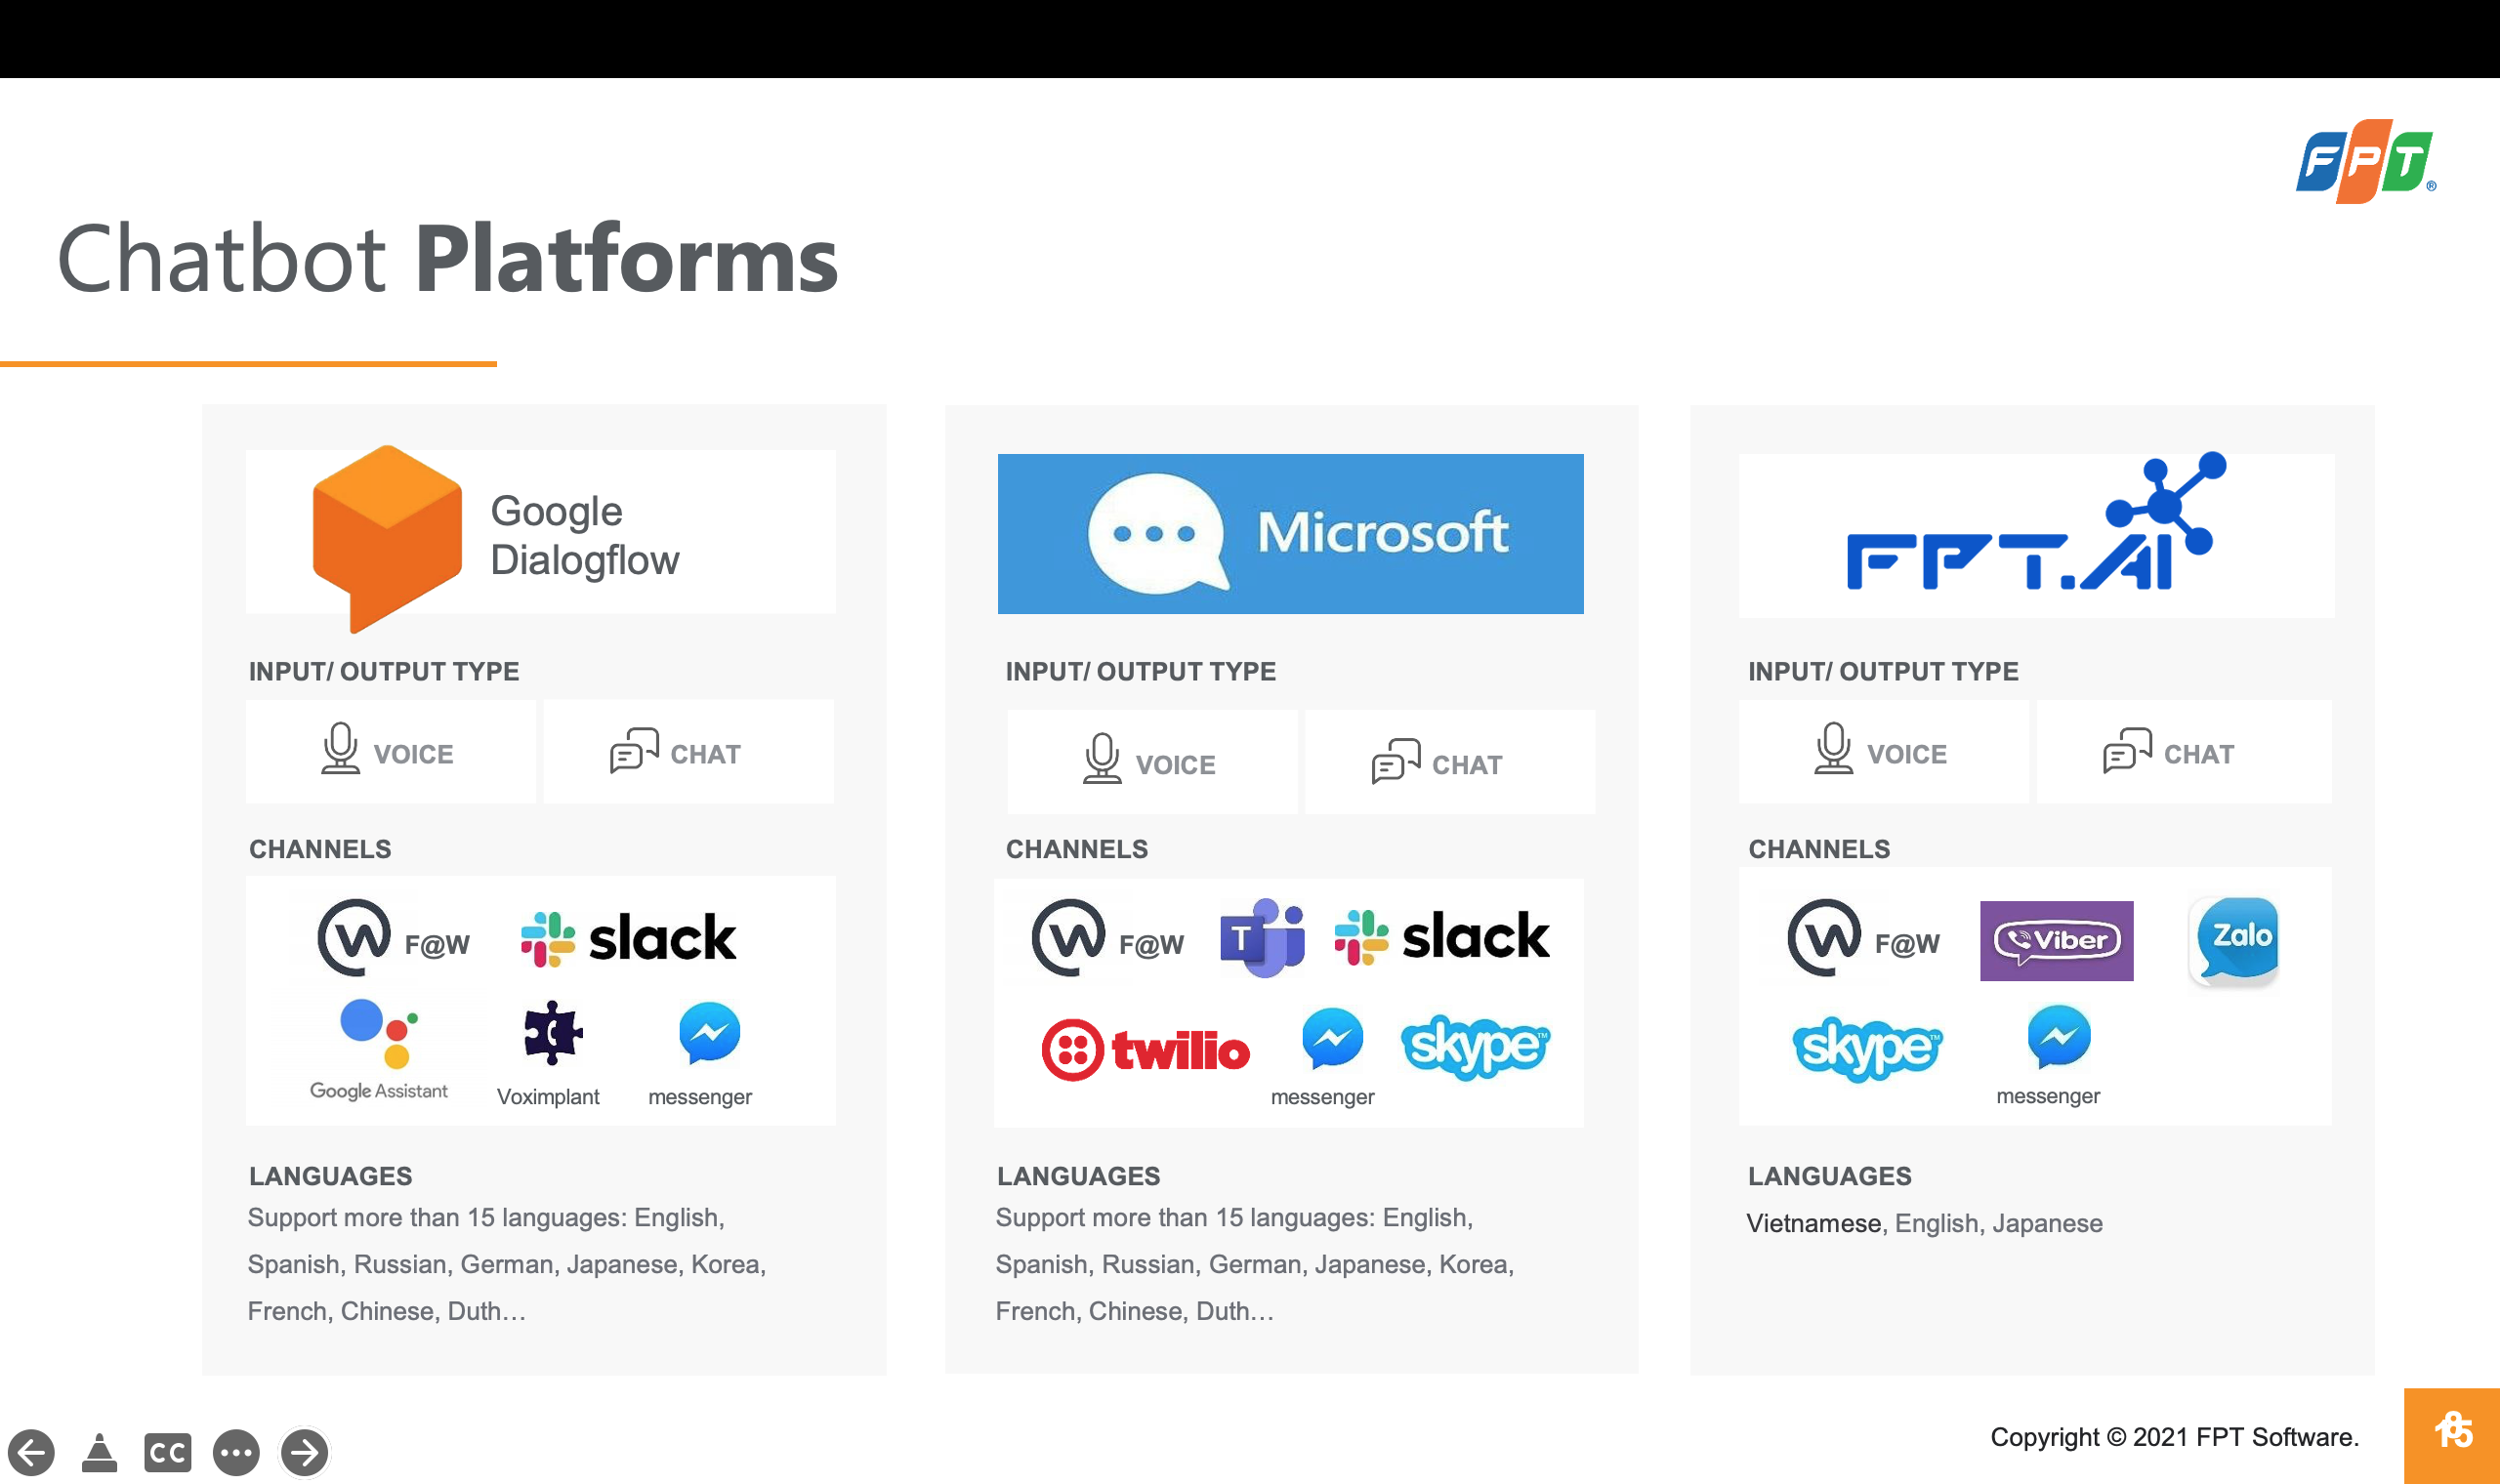 FPT®
Chatbot Platforms
Google
Dialogflow
INPUT/ OUTPUT TYPE
VOICE
CHAT
CHANNELS
F@W
slack
Google Assistant
Voximplant
messenger
LANGUAGES
Support more than 15 languages: English,
Spanish, Russian, German, Japanese, Korea,
French, Chinese, Duth...
Microsoft
INPUT/ OUTPUT TYPE
VOICE
CHAT
CHANNELS
F@W
T
slack
twilio
messenger
skype™
LANGUAGES
Support more than 15 languages: English,
Spanish, Russian, German, Japanese, Korea,
French, Chinese, Duth...
FPT.AI
INPUT/ OUTPUT TYPE
VOICE
CHAT
CHANNELS
F@W
Viber
Zalo
skype™
messenger
LANGUAGES
Vietnamese, English, Japanese
CC
Copyright © 2021 FPT Software.